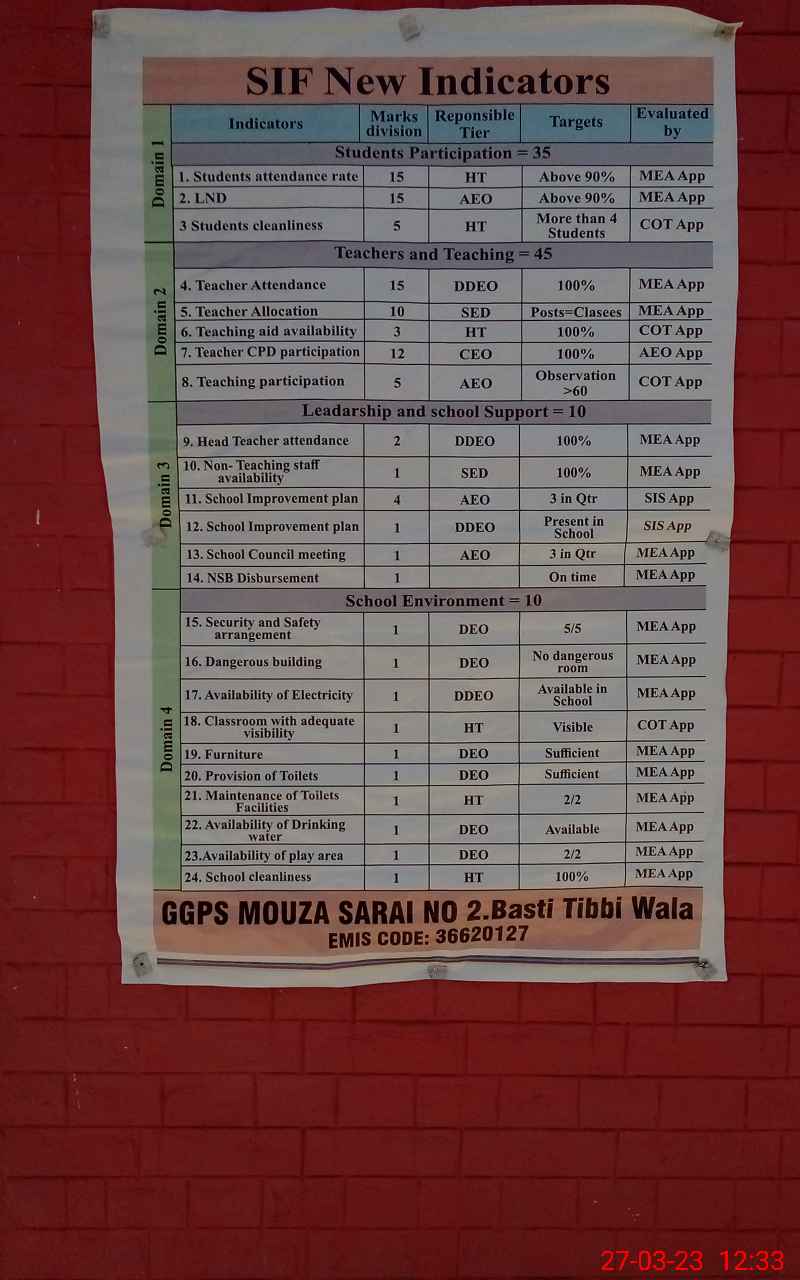 SIF New Indicators
Indicators Marks division Reponsible Tier Targets Evaluated by
Domain 1
Students Participation = 35
1. Students attendance rate 15 HT Above 90% MEA App
2. LND 15 AEO Above 90% MEA App
3 Students cleanliness 5 HT More than 4 Students COT App
Domain 2
Teachers and Teaching = 45
4. Teacher Attendance 15 DDEO 100% MEA App
5. Teacher Allocation 10 SED Posts=Clasees MEA App
6. Teaching aid availability 3 HT 100% COT App
7. Teacher CPD participation 12 CEO 100% AEO App
8. Teaching participation 5 AEO Observation >60 COT App
Domain 3
Leadarship and school Support = 10
9. Head Teacher attendance 2 DDEO 100% MEA App
10. Non- Teaching staff availability 1 SED 100% MEA App
11. School Improvement plan 4 AEO 3 in Qtr SIS App
12. School Improvement plan 1 DDEO Present in School SIS App
13. School Council meeting 1 AEO 3 in Qtr MEA App
14. NSB Disbursement 1 On time MEA App
Domain 4
School Environment = 10
15. Security and Safety arrangement 1 DEO 5/5 MEA App
16. Dangerous building 1 DEO No dangerous room MEA App
17. Availability of Electricity 1 DDEO Available in School MEA App
18. Classroom with adequate visibility 1 HT Visible COT App
19. Furniture 1 DEO Sufficient MEA App
20. Provision of Toilets 1 DEO Sufficient MEA App
21. Maintenance of Toilets Facilities 1 HT 2/2 MEA App
22. Availability of Drinking water 1 DEO Available MEA App
23.Availability of play area 1 DEO 2/2 MEA App
24. School cleanliness 1 HT 100% MEA App
GGPS MOUZA SARAI NO 2.Basti Tibbi Wala
EMIS CODE: 36620127
27-03-23 12:33